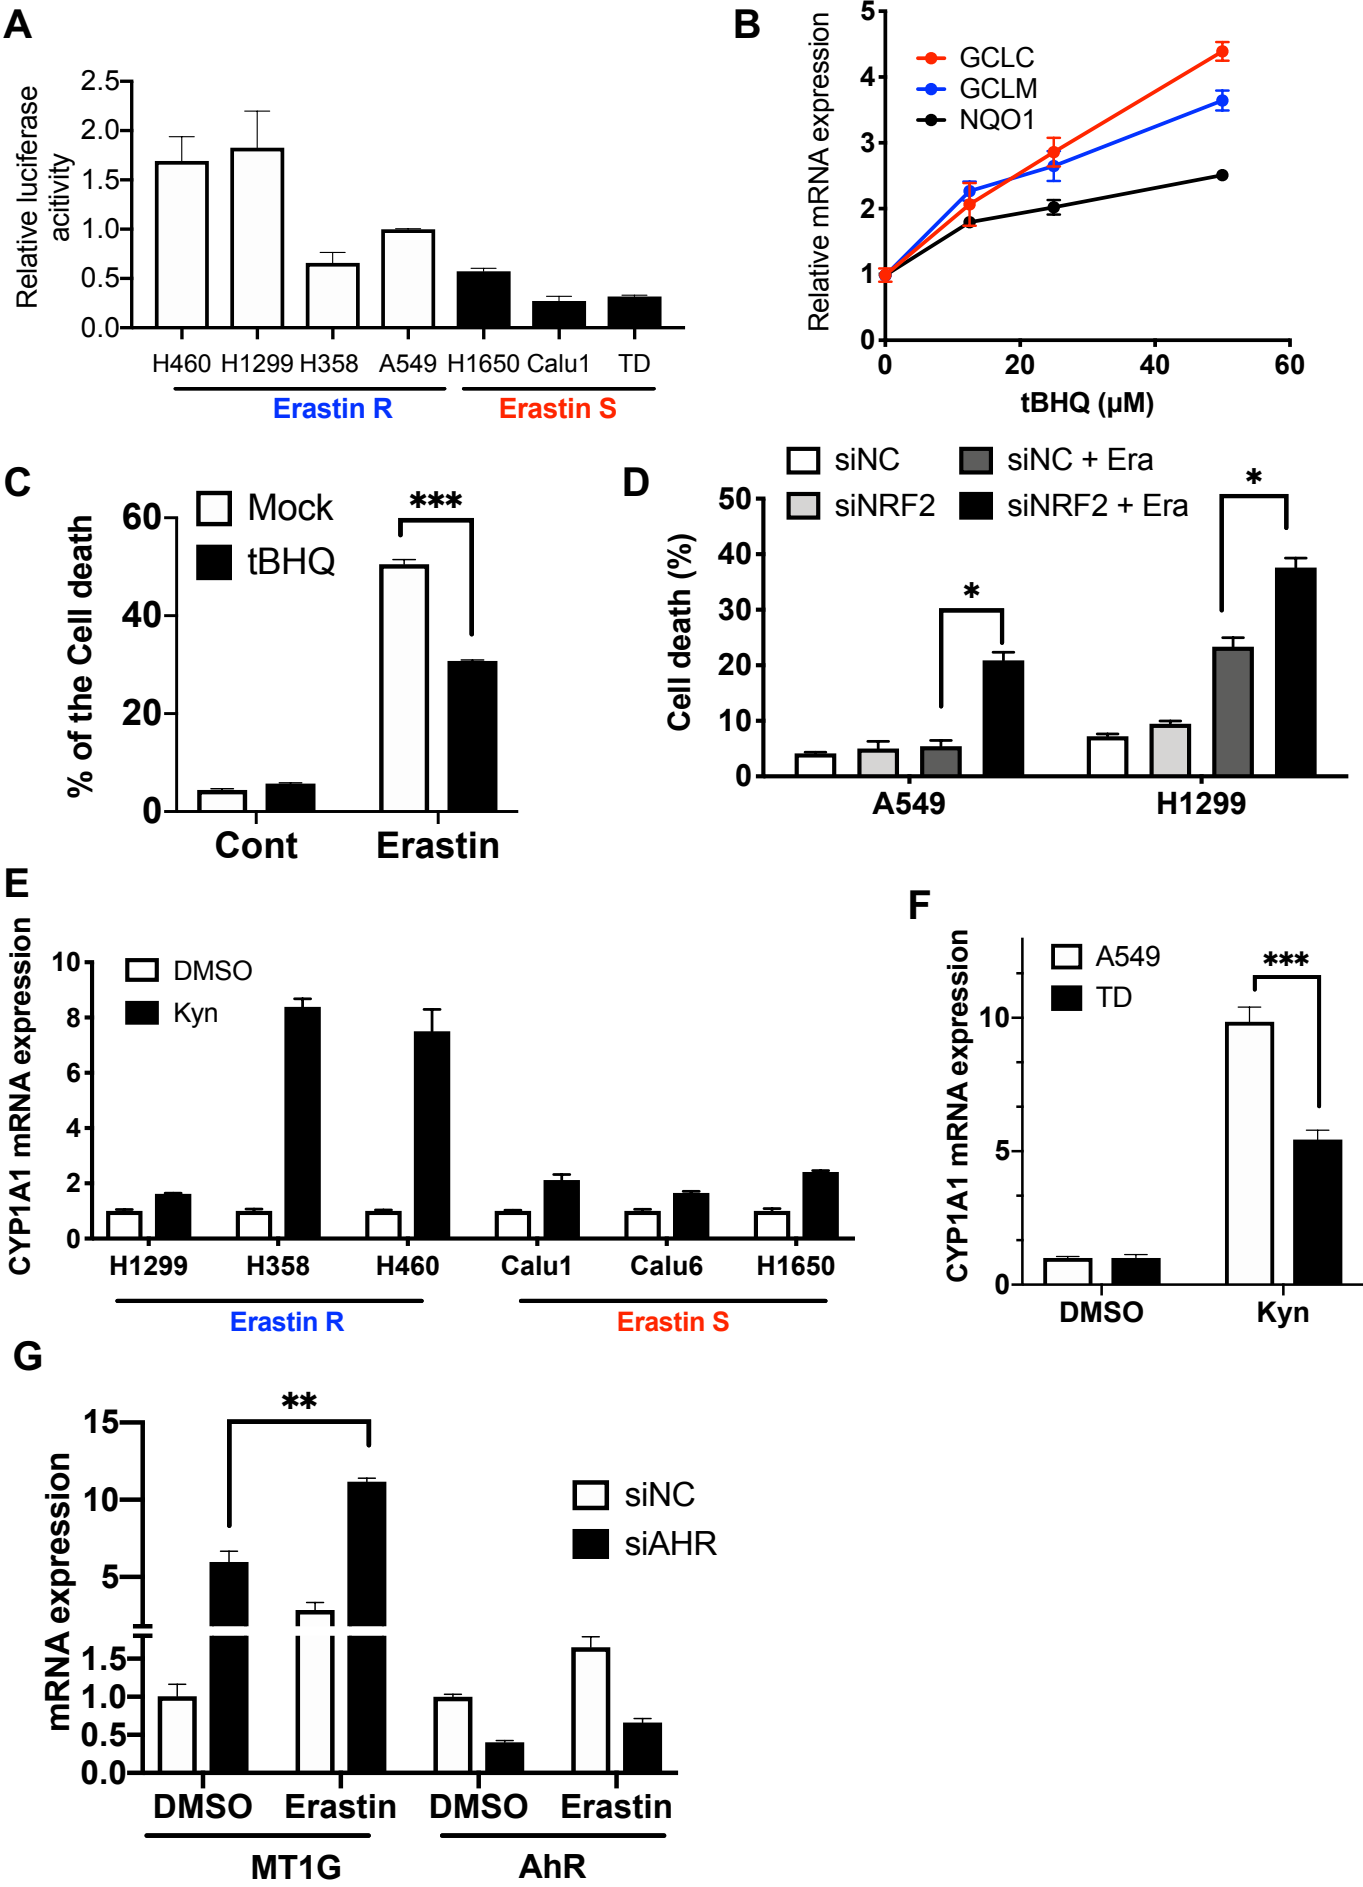 A
Relative luciferase
acitivity
2.5
2.0
1.5
1.0
0.5
0.0
H460 H1299 H358 A549 H1650 Calu1 TD
Erastin R Erastin S
B
Relative mRNA expression
5
4
3
2
1
0
GCLC
GCLM
NQO1
0 20 40 60
tBHQ (µM)
C
% of the Cell death
60
40
20
0
Mock
tBHQ
***
Cont Erastin
D
siNC siNC + Era
siNRF2 siNRF2 + Era
Cell death (%)
50
40
30
20
10
0
*
*
A549 H1299
E
CYP1A1 mRNA expression
10
8
6
4
2
0
DMSO
Kyn
H1299 H358 H460 Calu1 Calu6 H1650
Erastin R Erastin S
F
CYP1A1 mRNA expression
10
5
0
A549
TD
***
DMSO Kyn
G
mRNA expression
15
10
5
1.5
1.0
0.5
0.0
**
siNC
siAHR
DMSO Erastin DMSO Erastin
MT1G AhR